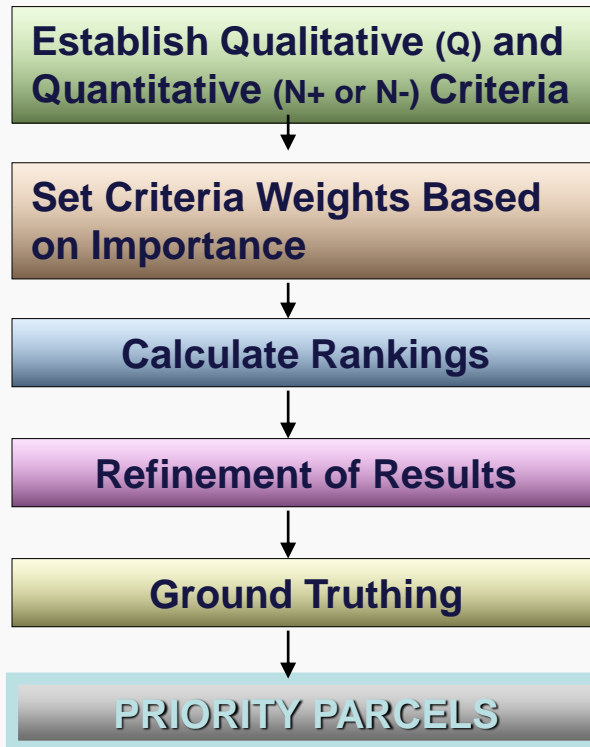 Establish Qualitative (Q) and
Quantitative (N+ or N-) Criteria
Set Criteria Weights Based
on Importance
Calculate Rankings
Refinement of Results
Ground Truthing
PRIORITY PARCELS